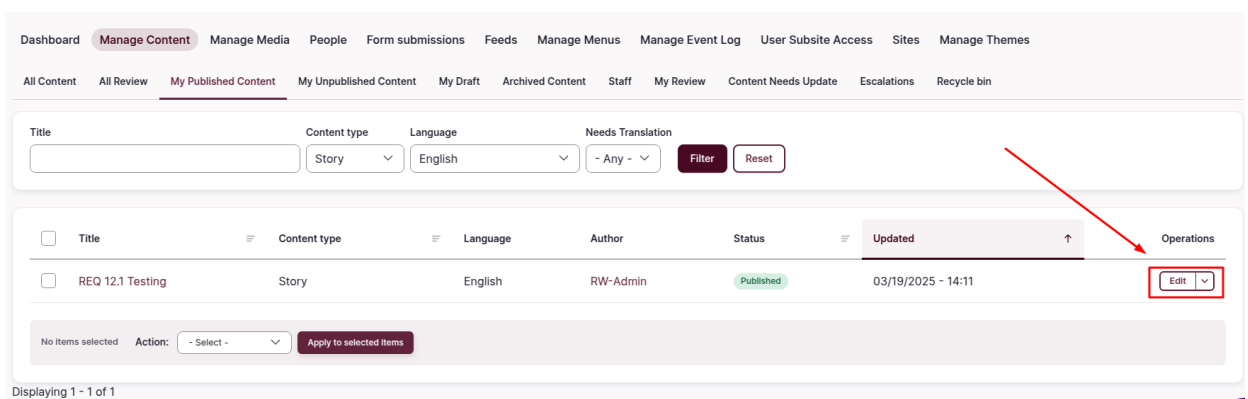 Dashboard Manage Content Manage Media People Form submissions Feeds Manage Menus Manage Event Log User Subsite Access Sites Manage Themes
All Content All Review My Published Content My Unpublished Content My Draft Archived Content Staff My Review Content Needs Update Escalations Recycle bin
Title Content type Language Needs Translation
Story English - Any - Filter Reset
Title Content type Language Author Status Updated Operations
REQ 12.1 Testing Story English RW-Admin Published 03/19/2025 - 14:11 Edit
No items selected Action: - Select - Apply to selected items
Displaying 1 - 1 of 1